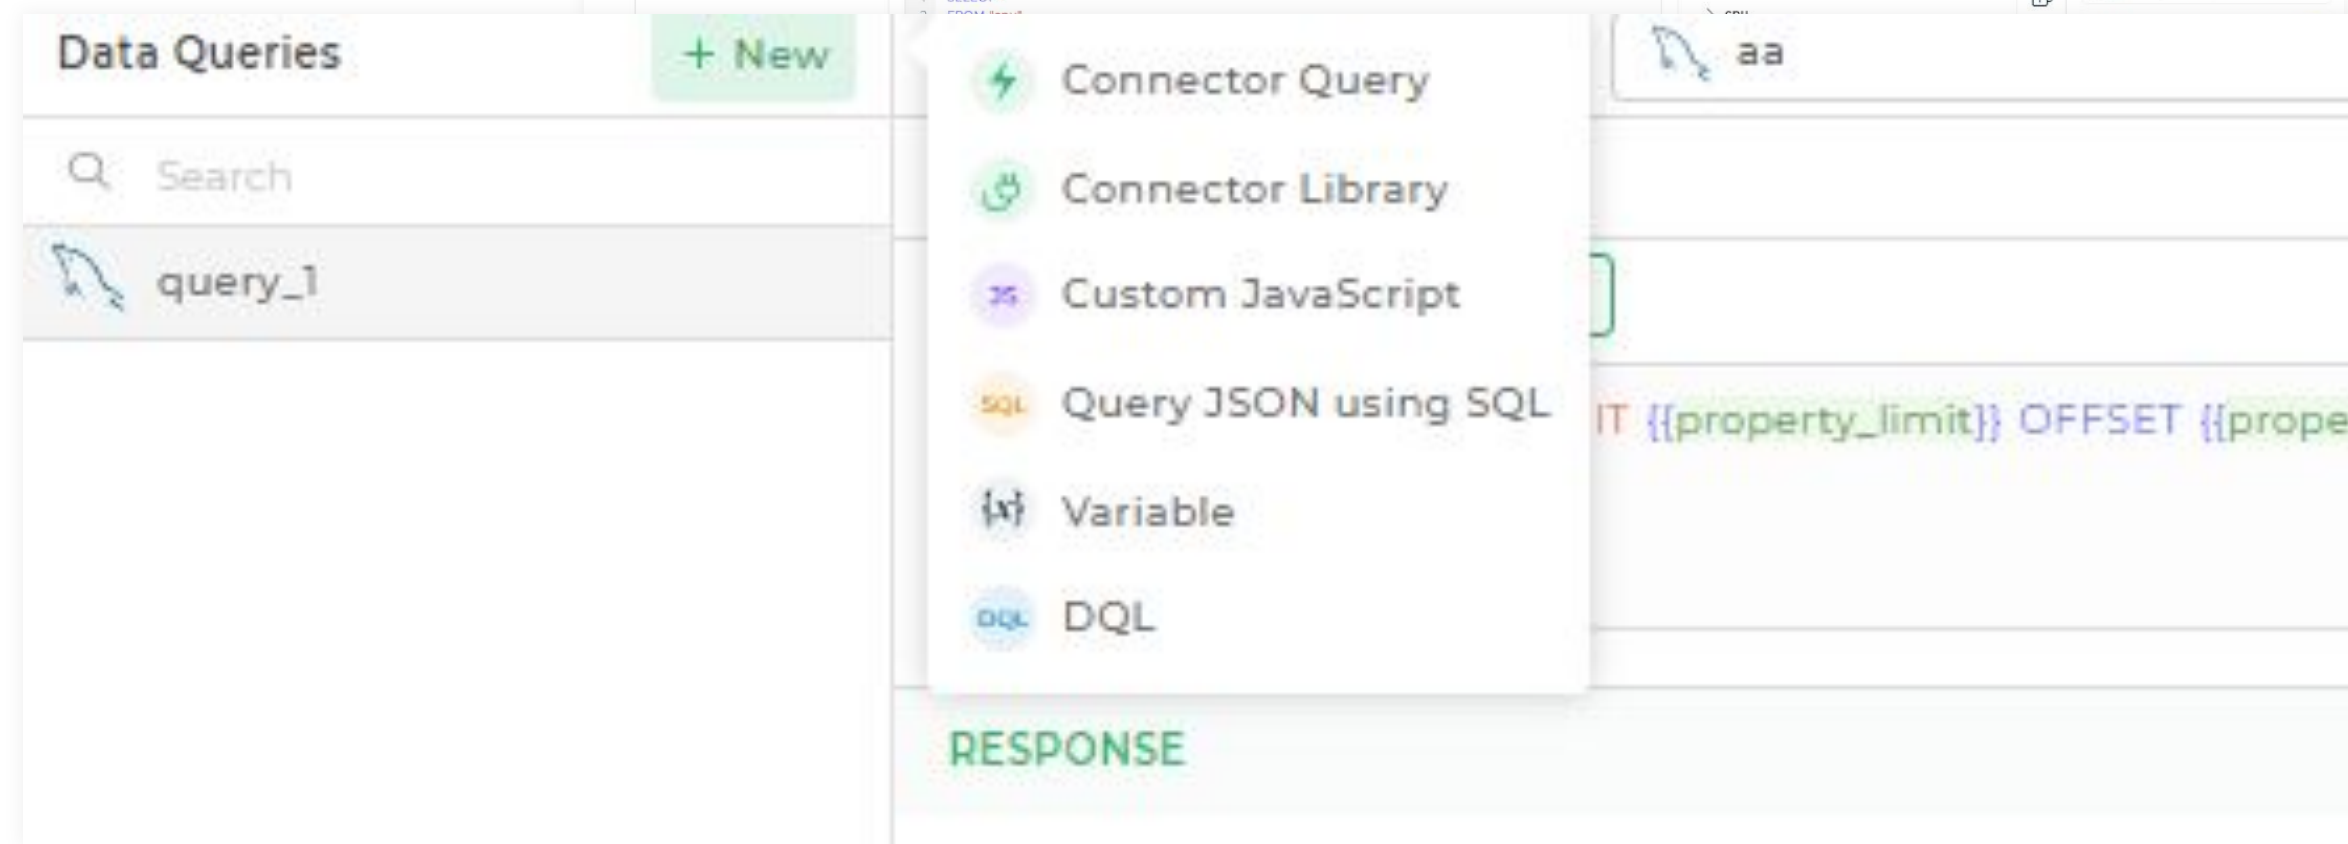 Data Queries
+ New
aa
Search
query_1
Connector Query
Connector Library
JS Custom JavaScript
SQL Query JSON using SQL
IT {{property_limit}} OFFSET {{prope
{x} Variable
DQL DQL
RESPONSE